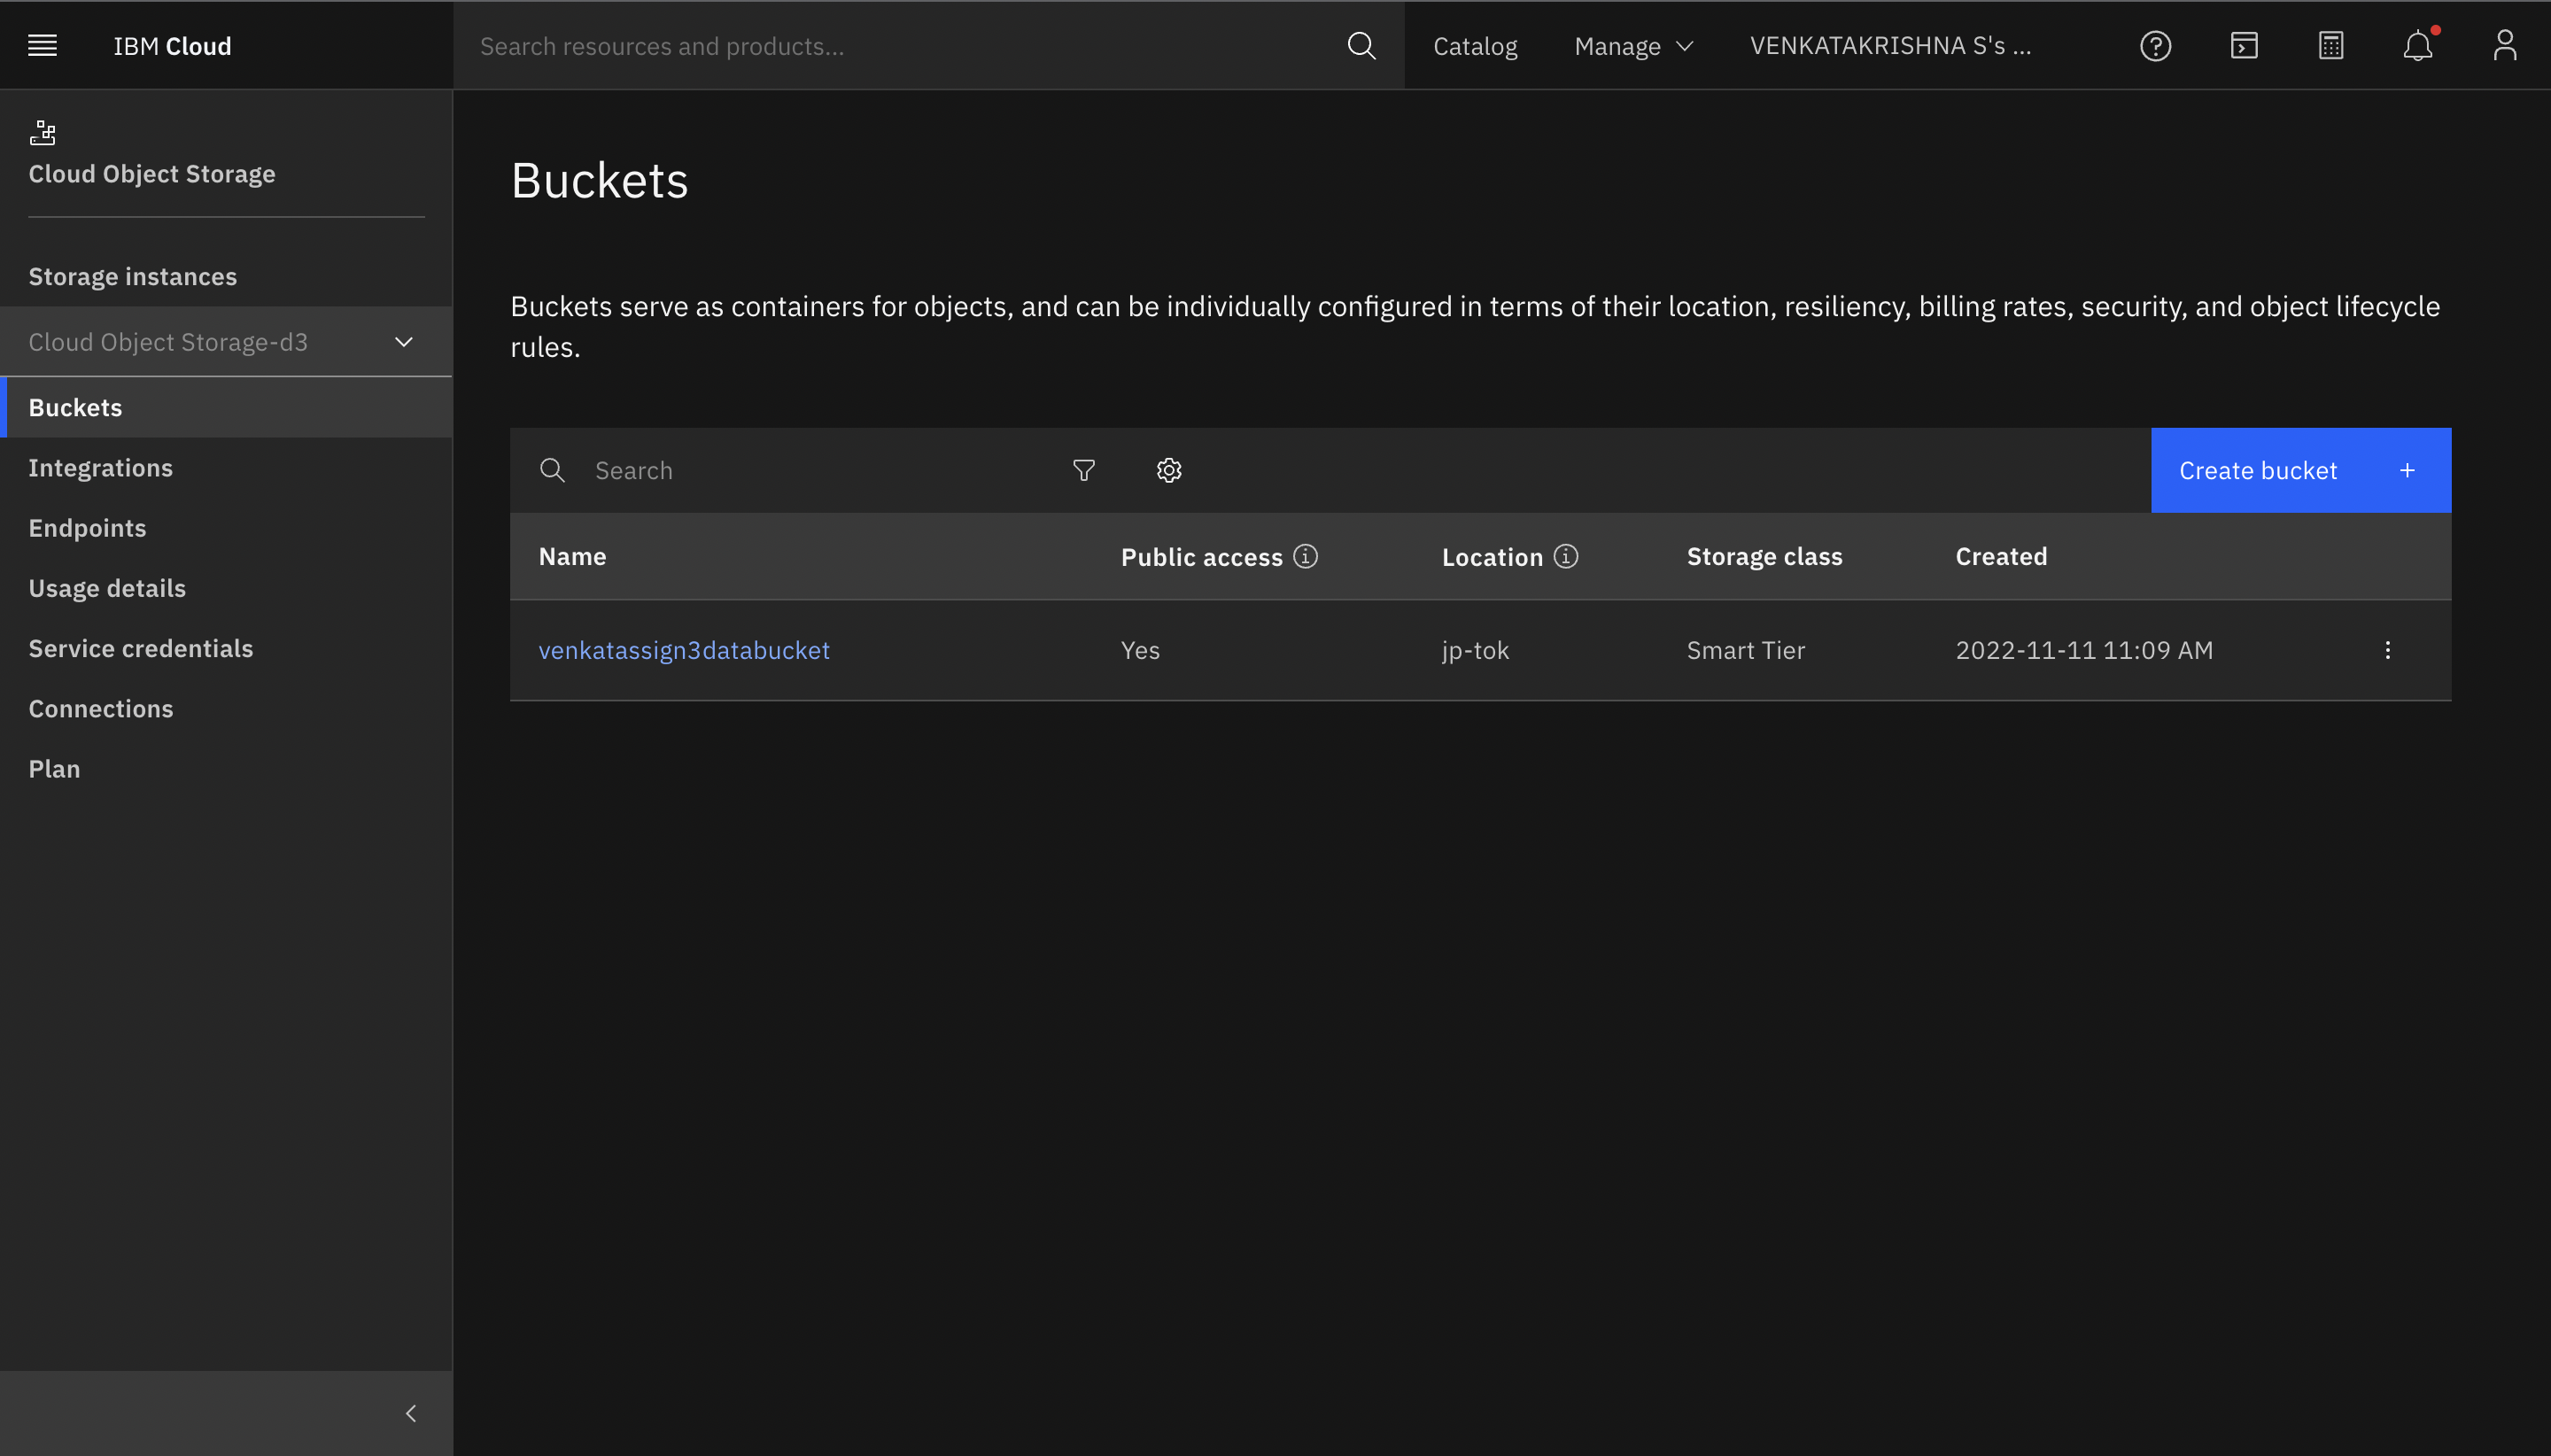 IBM Cloud
Search resources and products...
Catalog
Manage
VENKATAKRISHNA S's ...
Cloud Object Storage
Storage instances
Cloud Object Storage-d3
Buckets
Integrations
Endpoints
Usage details
Service credentials
Connections
Plan
Buckets
Buckets serve as containers for objects, and can be individually configured in terms of their location, resiliency, billing rates, security, and object lifecycle
rules.
Search
Create bucket +
Name Public access Location Storage class Created
venkatassign3databucket Yes jp-tok Smart Tier 2022-11-11 11:09 AM